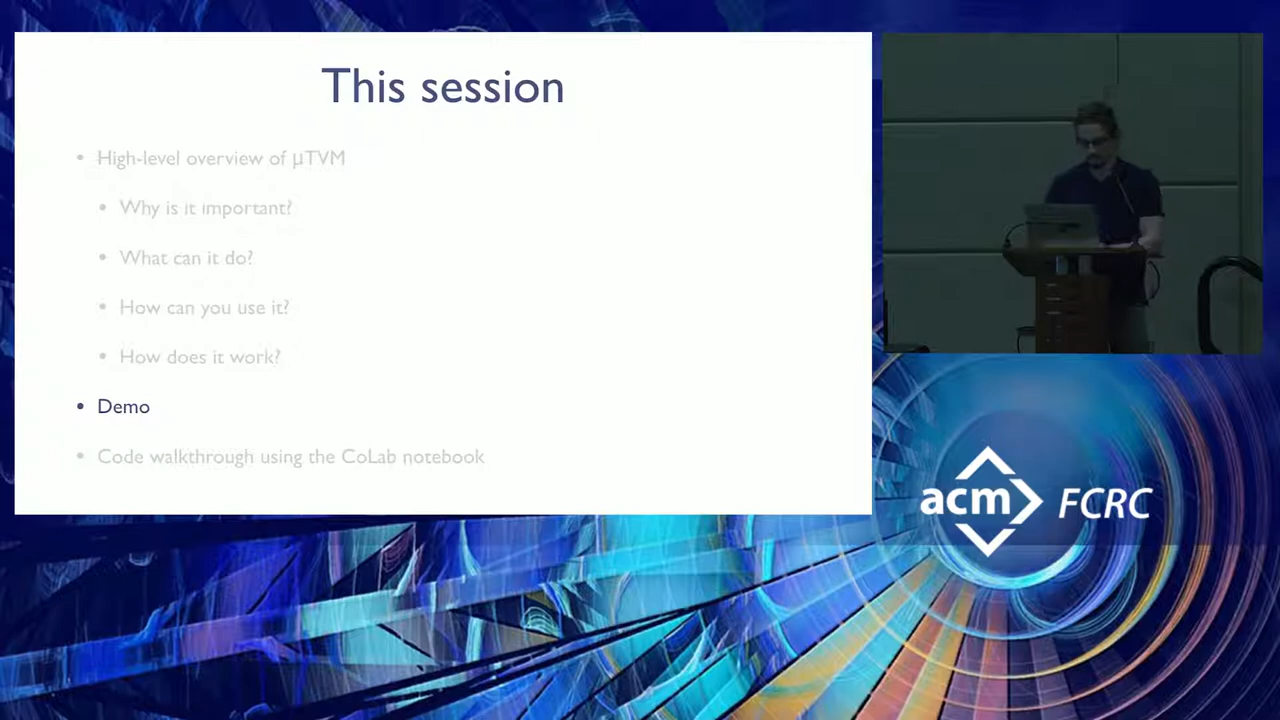 This session
• High-level overview of µTVM
• Why is it important?
• What can it do?
• How can you use it?
• How does it work?
• Demo
• Code walkthrough using the CoLab notebook
acm FCRC